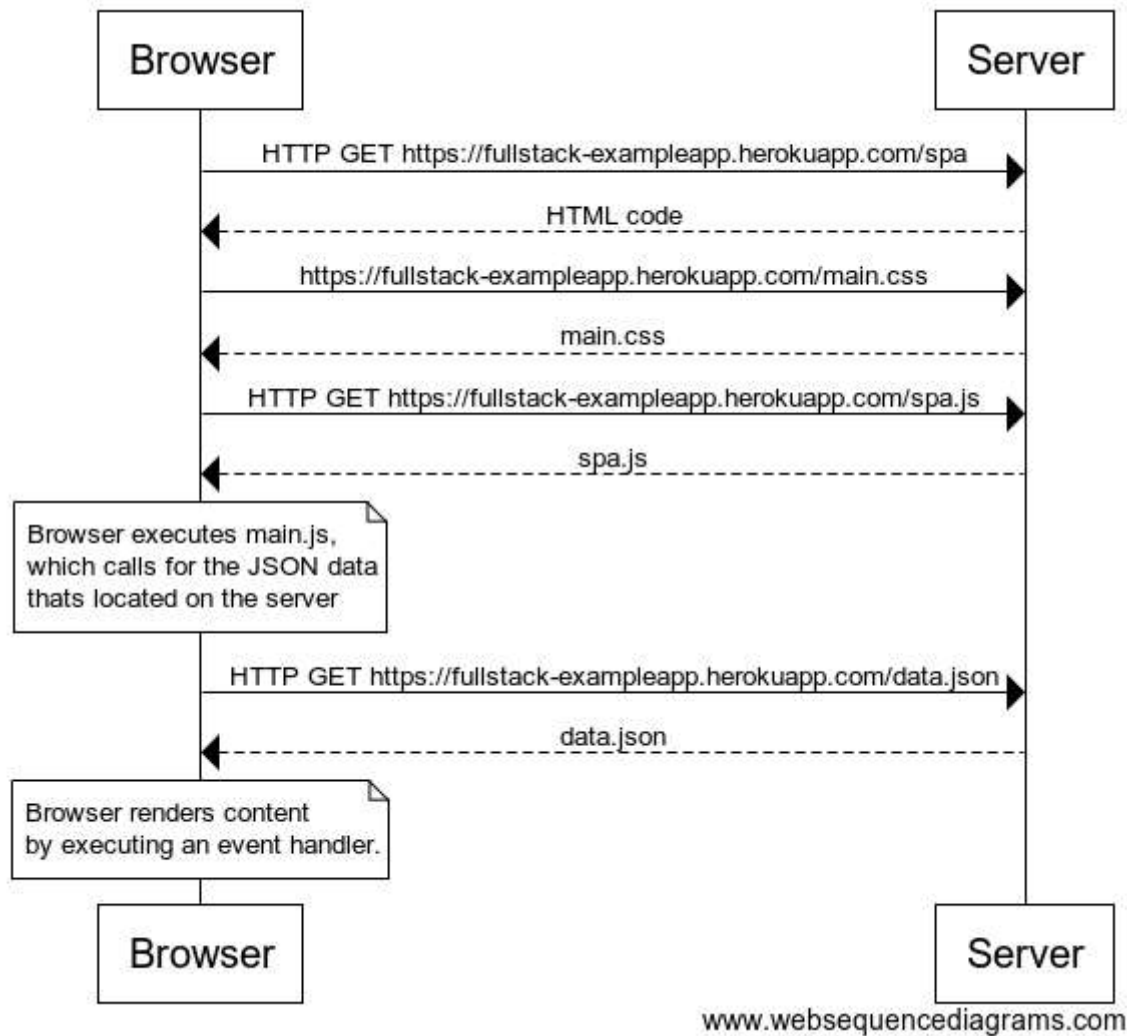 Browser
Server
HTTP GET https://fullstack-exampleapp.herokuapp.com/spa
HTML code
https://fullstack-exampleapp.herokuapp.com/main.css
main.css
HTTP GET https://fullstack-exampleapp.herokuapp.com/spa.js
spa.js
Browser executes main.js,
which calls for the JSON data
thats located on the server
HTTP GET https://fullstack-exampleapp.herokuapp.com/data.json
data.json
Browser renders content
by executing an event handler.
Browser
Server
www.websequencediagrams.com